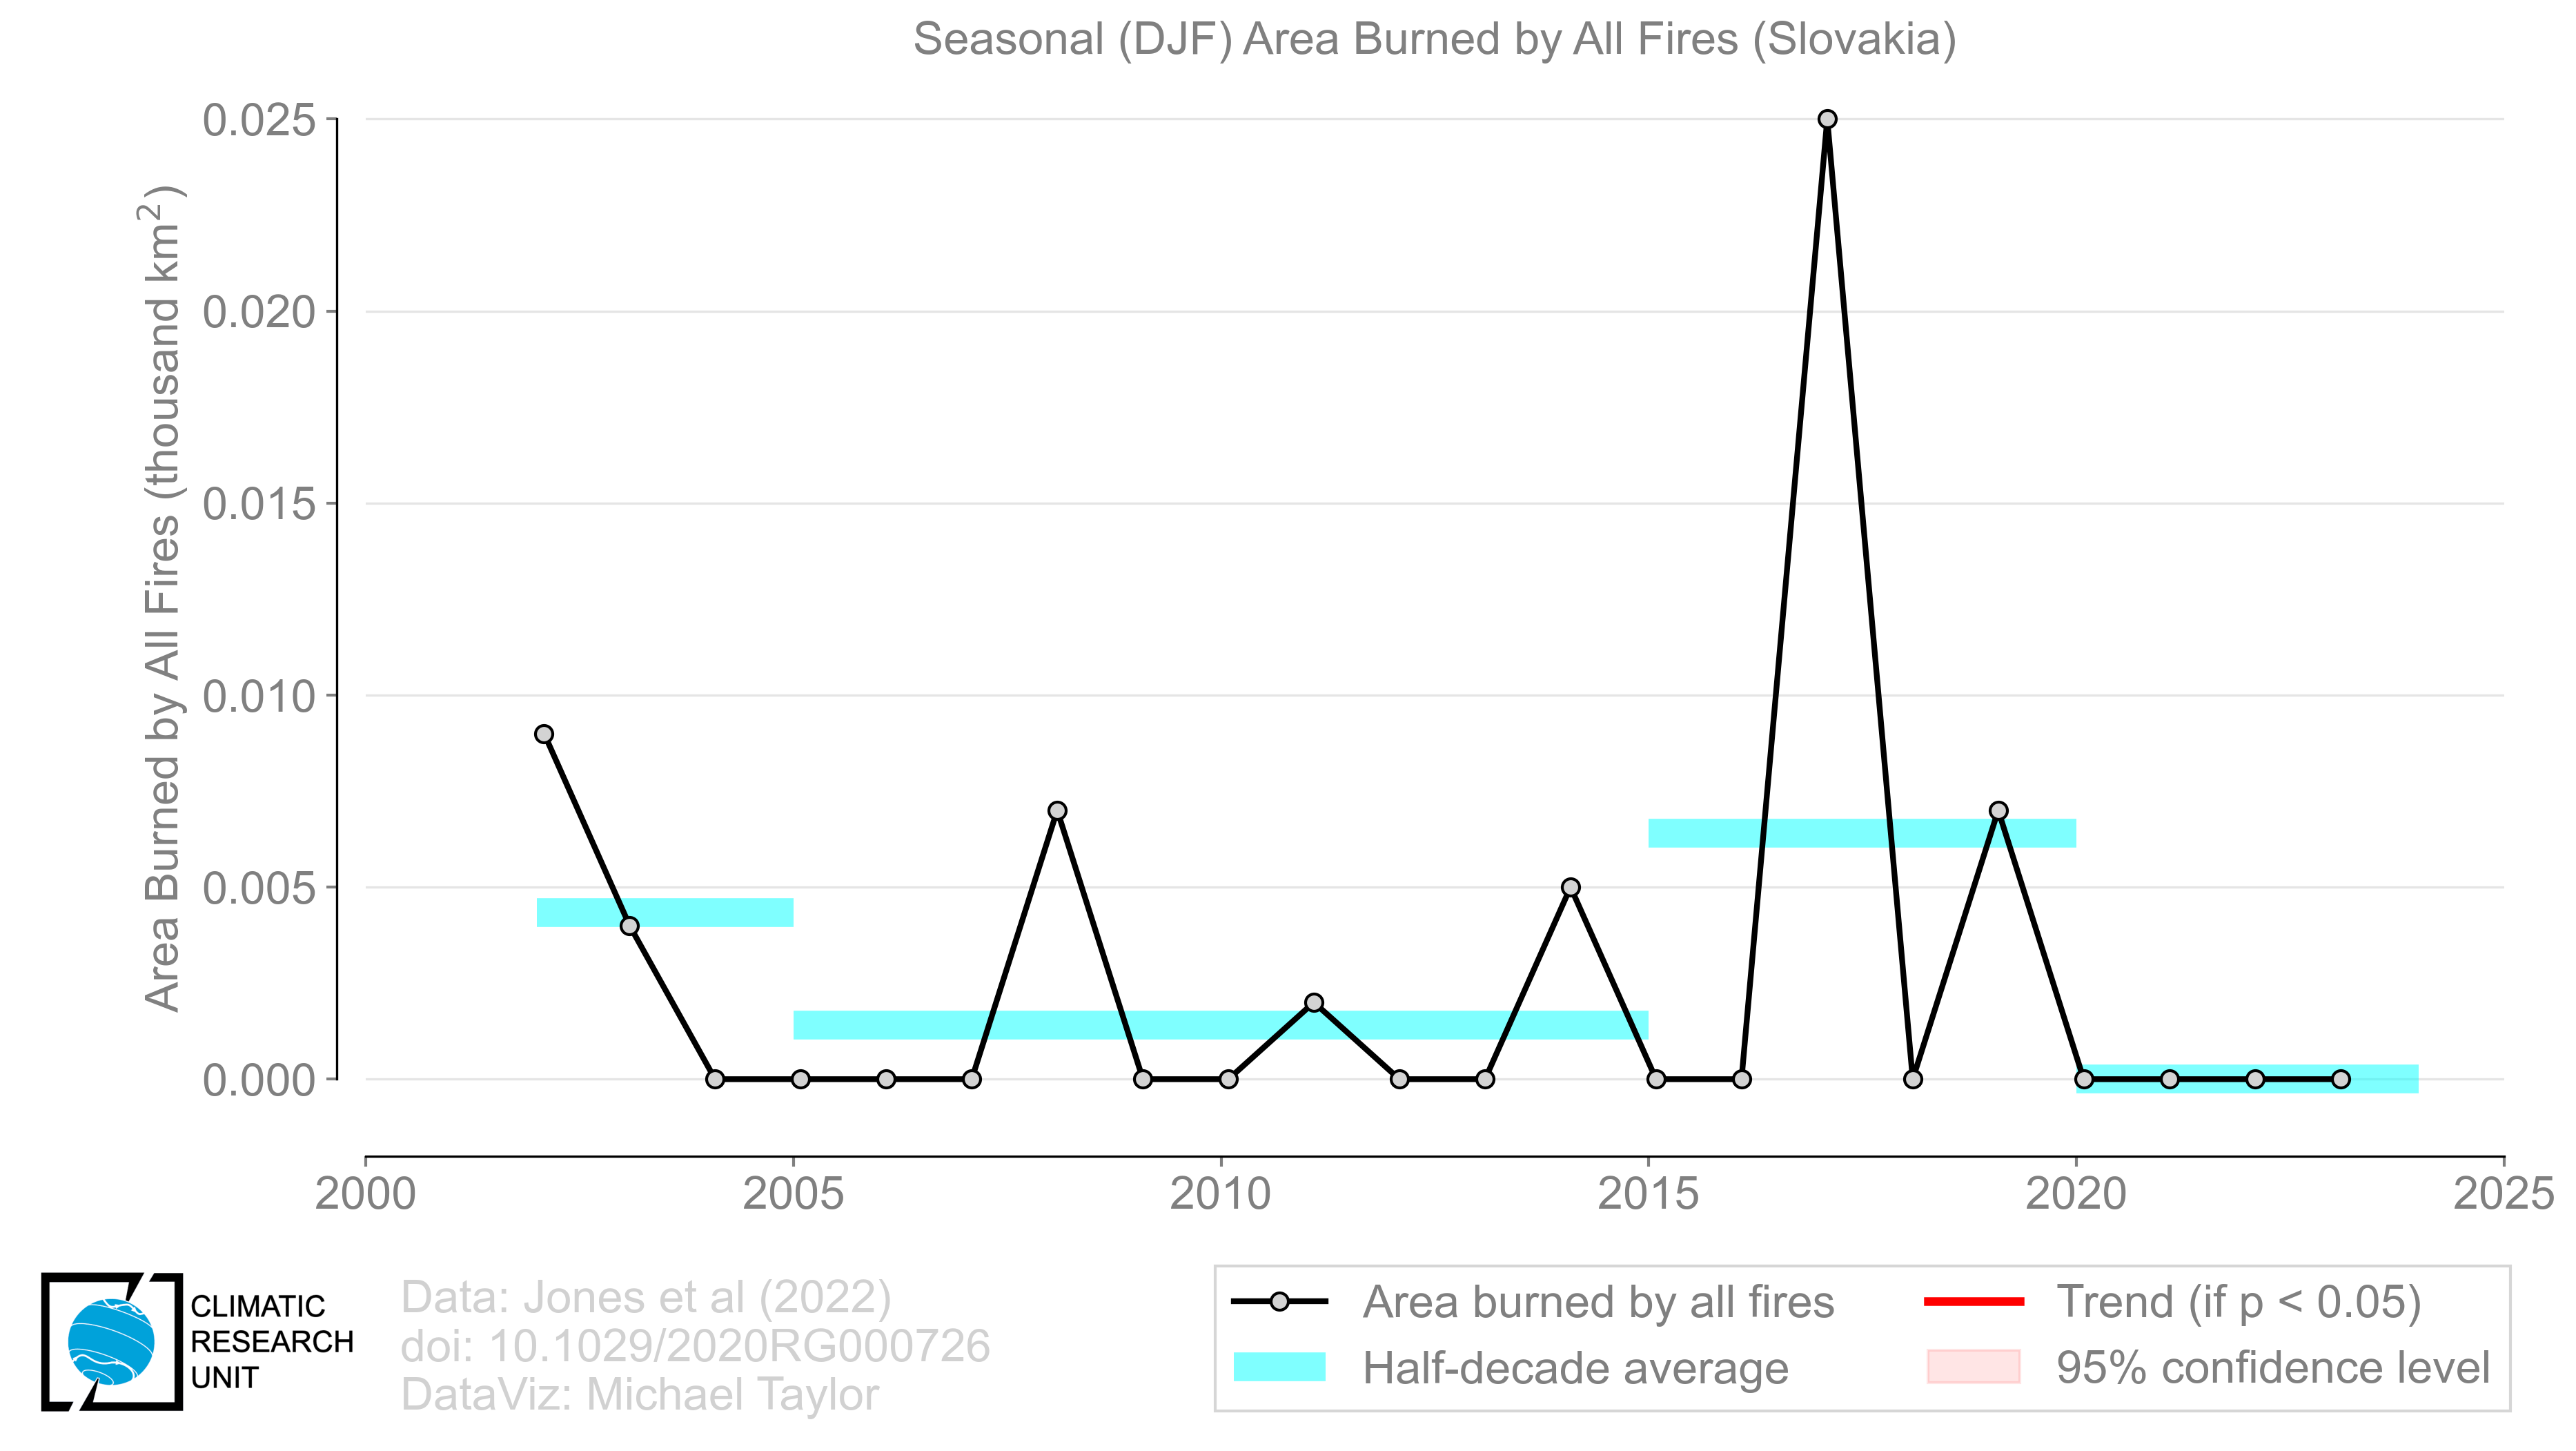 Seasonal (DJF) Area Burned by All Fires (Slovakia)
Area Burned by All Fires (thousand km²)
0.025
0.020
0.015
0.010
0.005
0.000
2000 2005 2010 2015 2020 2025
CLIMATIC
RESEARCH
UNIT
Data: Jones et al (2022)
doi: 10.1029/2020RG000726
DataViz: Michael Taylor
Area burned by all fires
Half-decade average
Trend (if p < 0.05)
95% confidence level